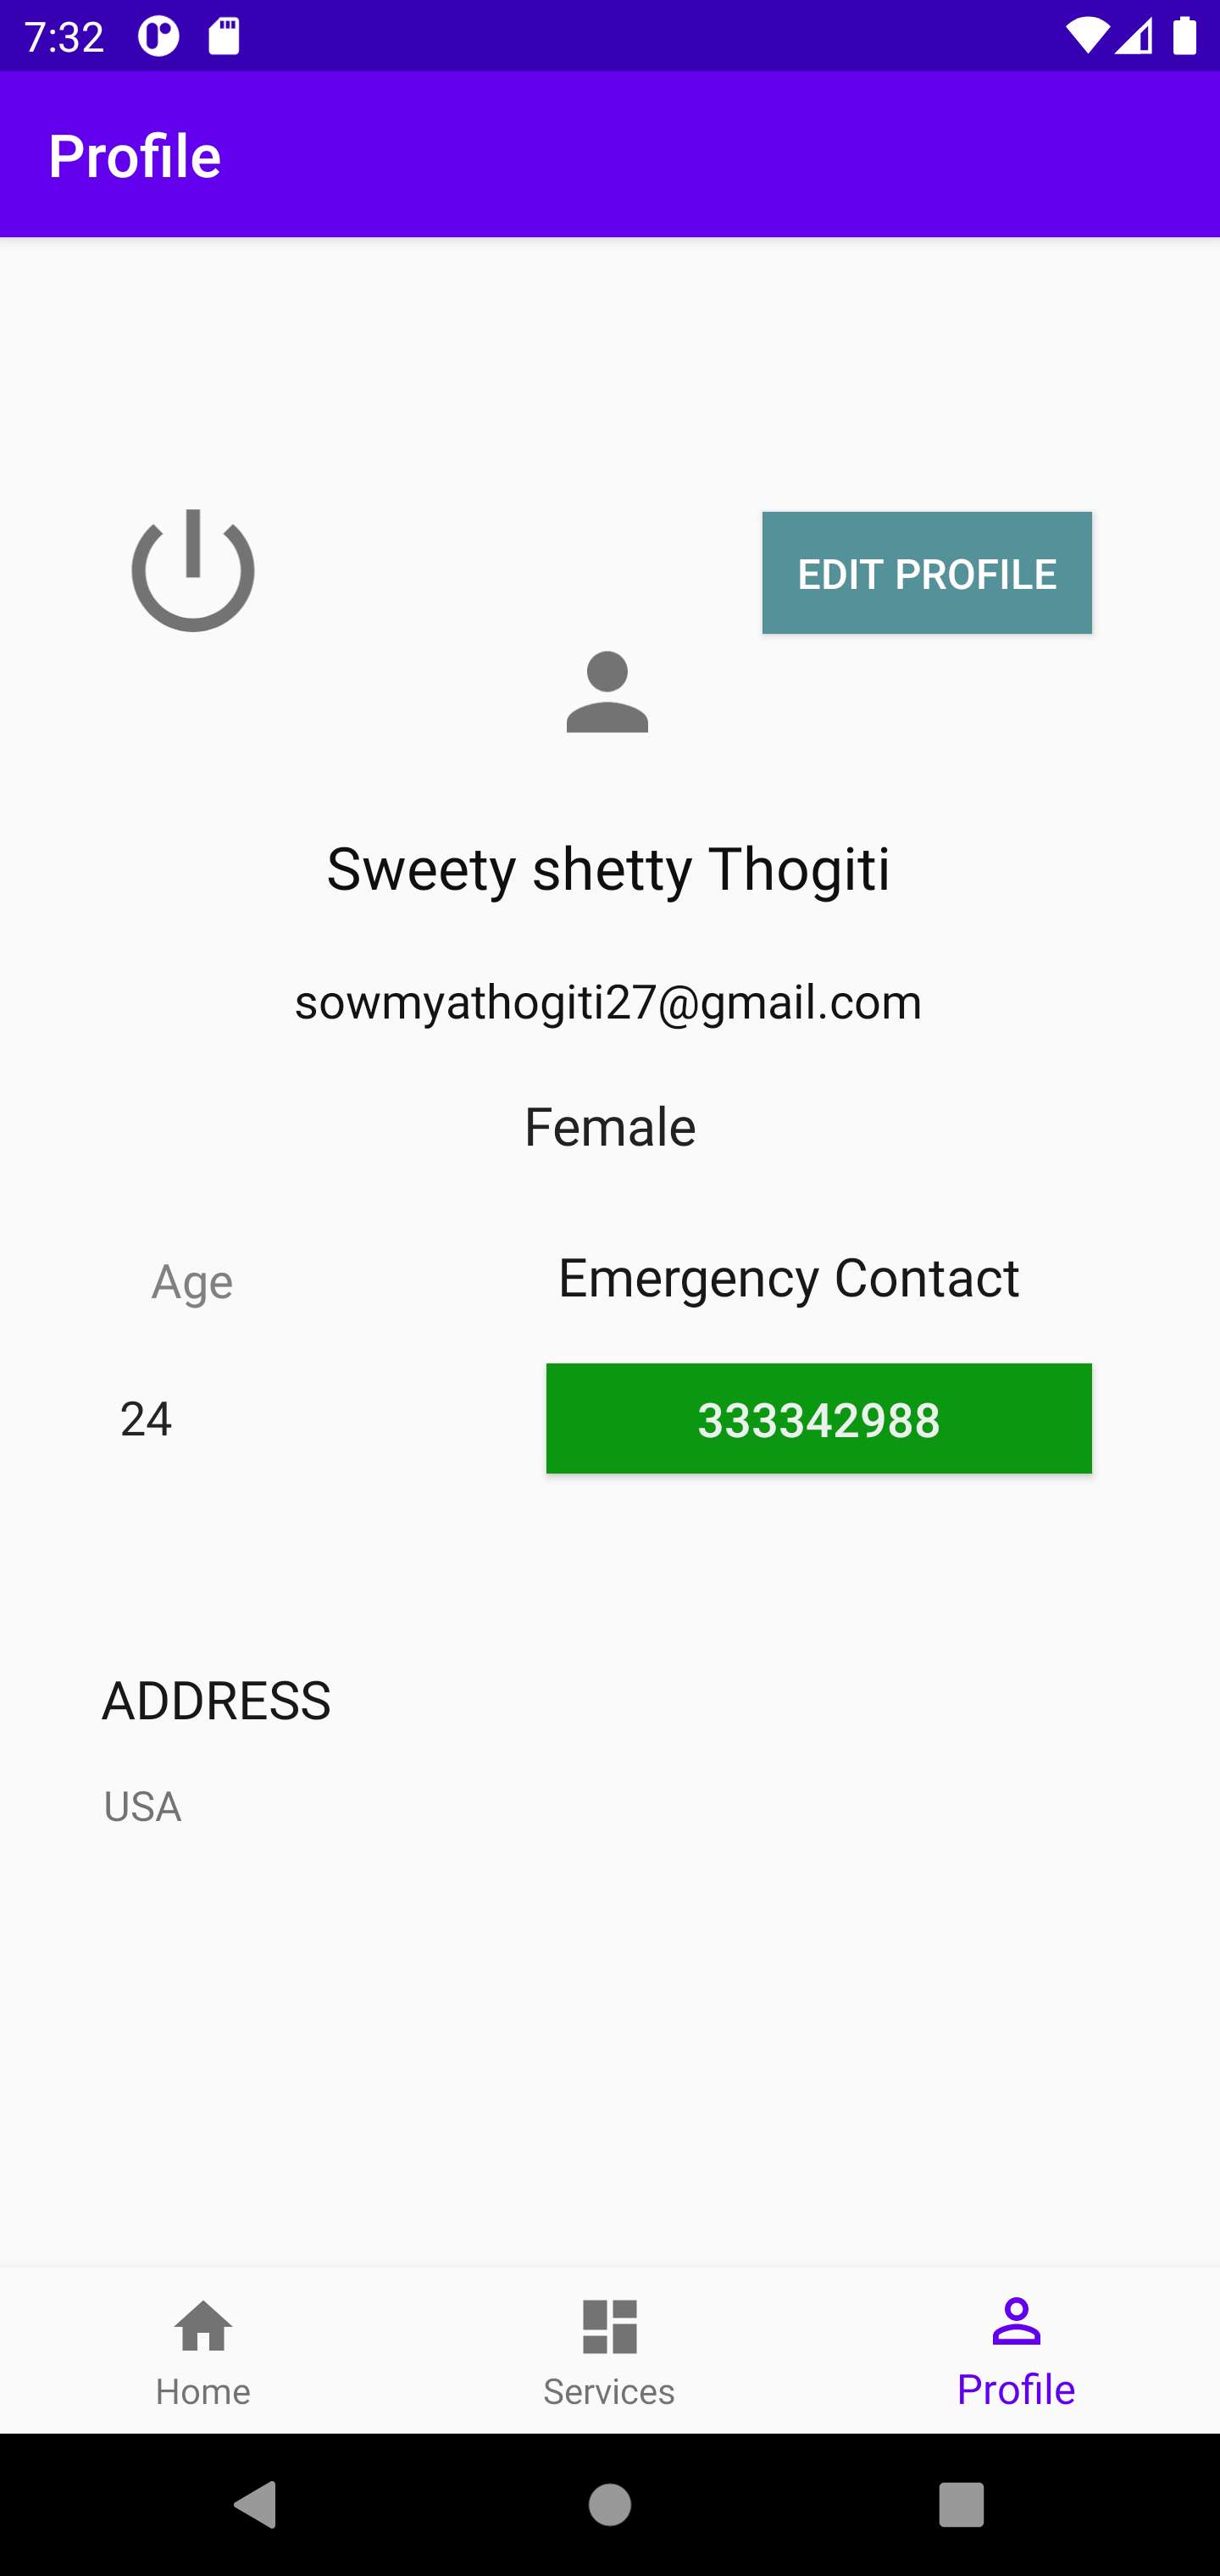 7:32
Profile
EDIT PROFILE
Sweety shetty Thogiti
sowmyathogiti27@gmail.com
Female
Age
Emergency Contact
24
333342988
ADDRESS
USA
Home
Services
Profile